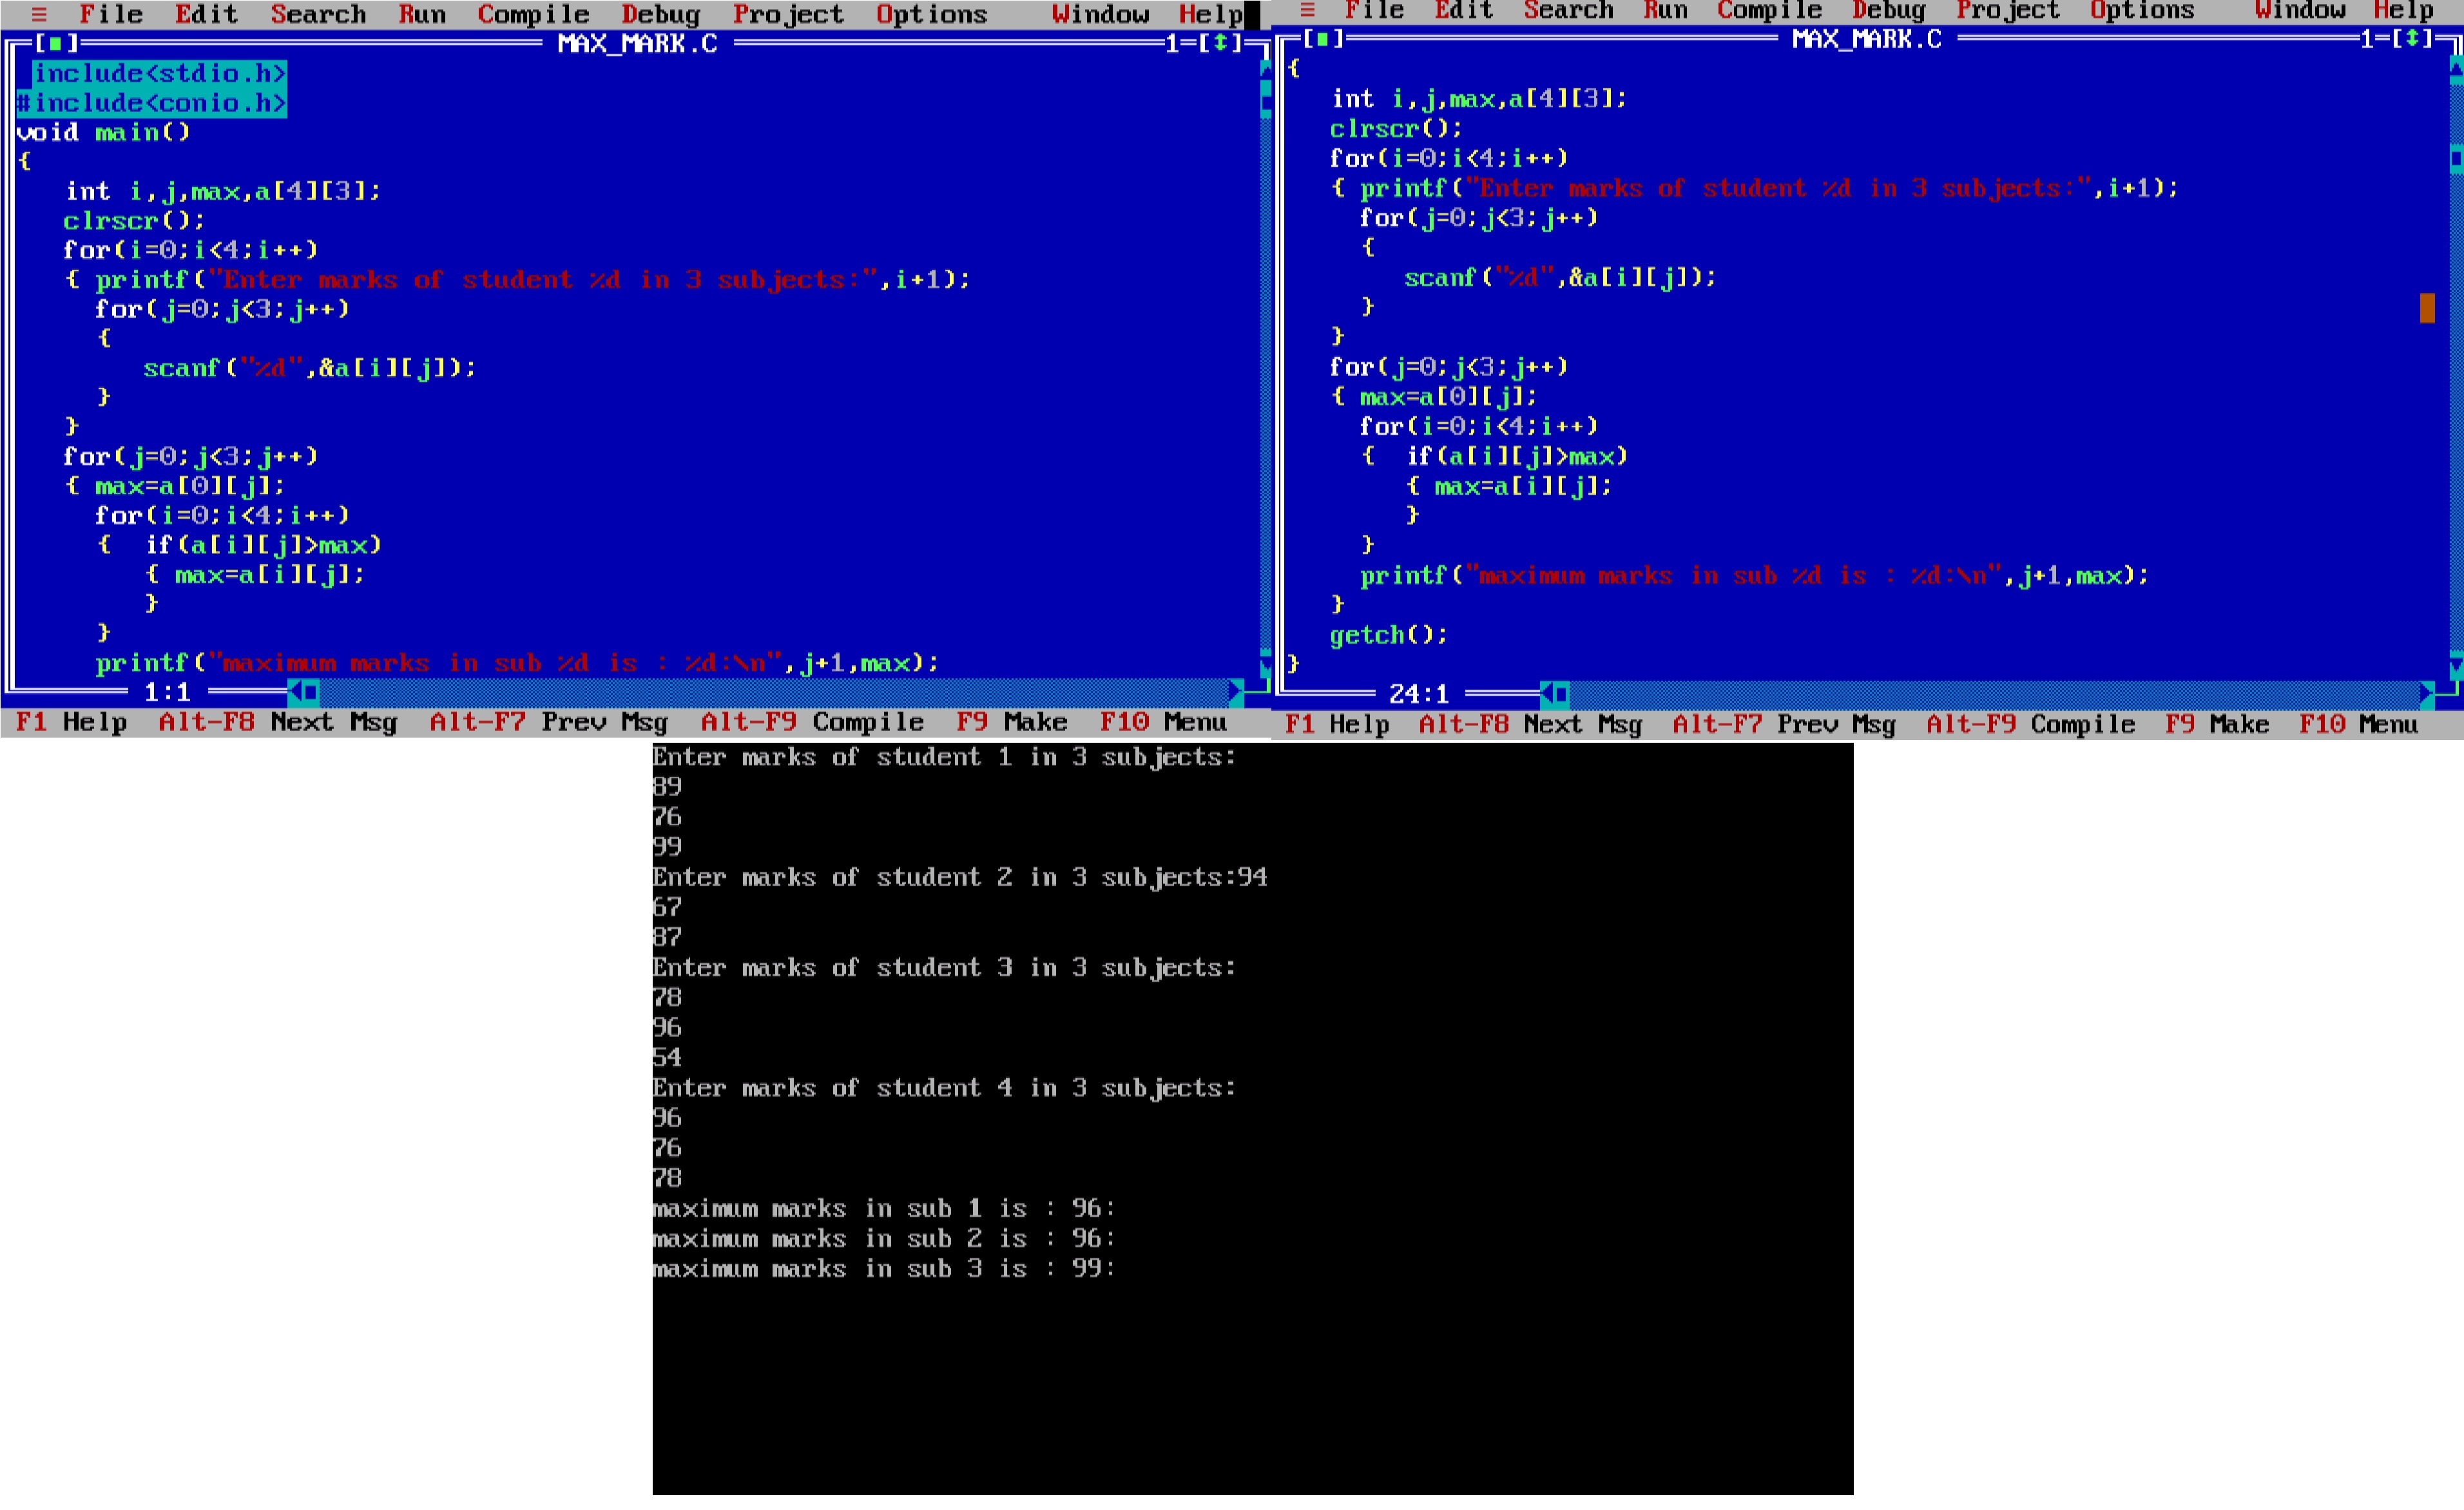 ≡ File Edit Search Run Compile Debug Project Options Window Help
[■] MAX_MARK.C 1=[↕]
include<stdio.h>
#include<conio.h>
void main()
{
int i,j,max,a[4][3];
clrscr();
for(i=0;i<4;i++)
{ printf("Enter marks of student %d in 3 subjects:",i+1);
for(j=0;j<3;j++)
{
scanf("%d",&a[i][j]);
}
}
for(j=0;j<3;j++)
{ max=a[0][j];
for(i=0;i<4;i++)
{ if(a[i][j]>max)
{ max=a[i][j];
}
}
printf("maximum marks in sub %d is : %d:\n",j+1,max);
1:1
F1 Help Alt-F8 Next Msg Alt-F7 Prev Msg Alt-F9 Compile F9 Make F10 Menu
≡ File Edit Search Run Compile Debug Project Options Window Help
[■] MAX_MARK.C 1=[↕]
{
int i,j,max,a[4][3];
clrscr();
for(i=0;i<4;i++)
{ printf("Enter marks of student %d in 3 subjects:",i+1);
for(j=0;j<3;j++)
{
scanf("%d",&a[i][j]);
}
}
for(j=0;j<3;j++)
{ max=a[0][j];
for(i=0;i<4;i++)
{ if(a[i][j]>max)
{ max=a[i][j];
}
}
printf("maximum marks in sub %d is : %d:\n",j+1,max);
}
getch();
}
24:1
F1 Help Alt-F8 Next Msg Alt-F7 Prev Msg Alt-F9 Compile F9 Make F10 Menu
Enter marks of student 1 in 3 subjects:
89
76
99
Enter marks of student 2 in 3 subjects:94
67
87
Enter marks of student 3 in 3 subjects:
78
96
54
Enter marks of student 4 in 3 subjects:
96
76
78
maximum marks in sub 1 is : 96:
maximum marks in sub 2 is : 96:
maximum marks in sub 3 is : 99: